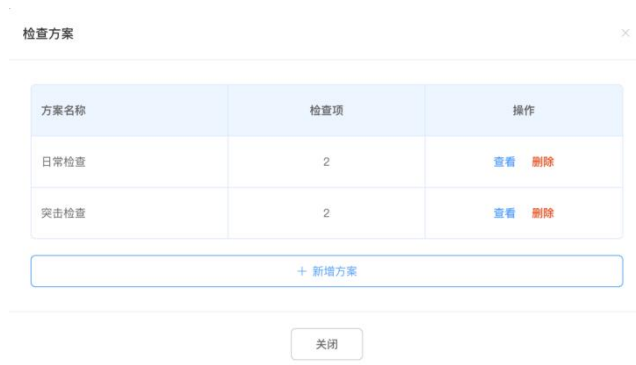 检查方案
方案名称 检查项 操作
日常检查 2 查看 删除
突击检查 2 查看 删除
+ 新增方案
关闭